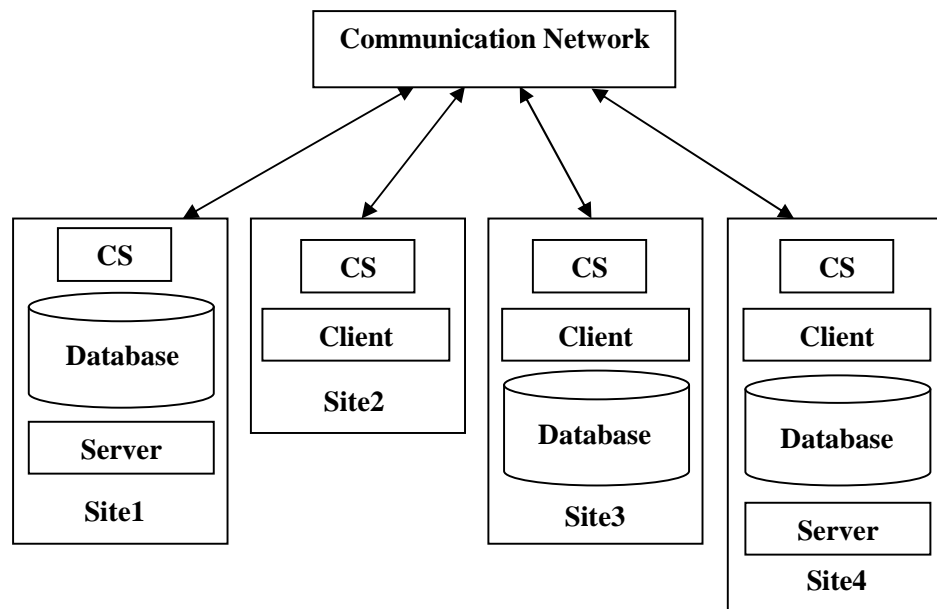 Communication Network
CS
Database
Server
Site1
CS
Client
Site2
CS
Client
Database
Site3
CS
Client
Database
Server
Site4